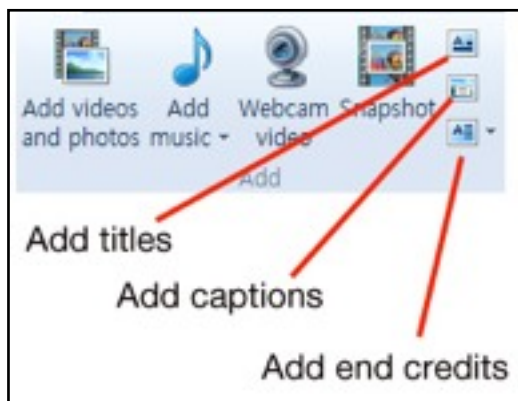 Add videos and photos
Add music
Webcam video
Snapshot
Add
Add titles
Add captions
Add end credits